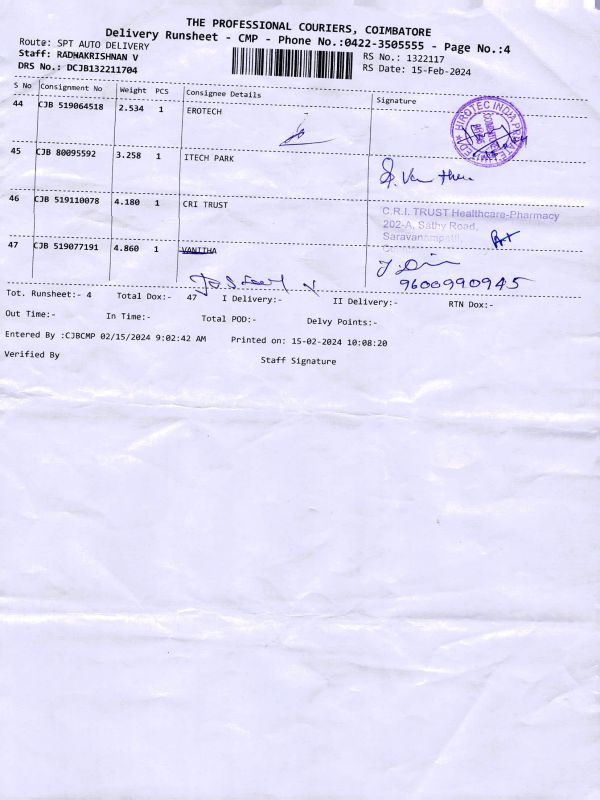 THE PROFESSIONAL COURIERS, COIMBATORE
Delivery Runsheet - CMP - Phone No.:0422-3505555 - Page No.:4
Route: SPT AUTO DELIVERY
Staff: RADHAKRISHNAN V RS No.: 1322117
DRS No.: DCJB132211704 RS Date: 15-Feb-2024
S No Consignment No Weight PCS Consignee Details Signature
44 CJB 519064518 2.534 1 EROTECH
45 CJB 80095592 3.258 1 ITECH PARK
46 CJB 519110078 4.180 1 CRI TRUST
C.R.I. TRUST Healthcare-Pharmacy
202-A, Sathy Road,
Saravanampatti
47 CJB 519077191 4.860 1 VANITHA
9600990945
Tot. Runsheet:- 4 Total Dox:- 47 I Delivery:- II Delivery:- RTN Dox:-
Out Time:- In Time:- Total POD:- Delvy Points:-
Entered By :CJBCMP 02/15/2024 9:02:42 AM Printed on: 15-02-2024 10:08:20
Verified By Staff Signature